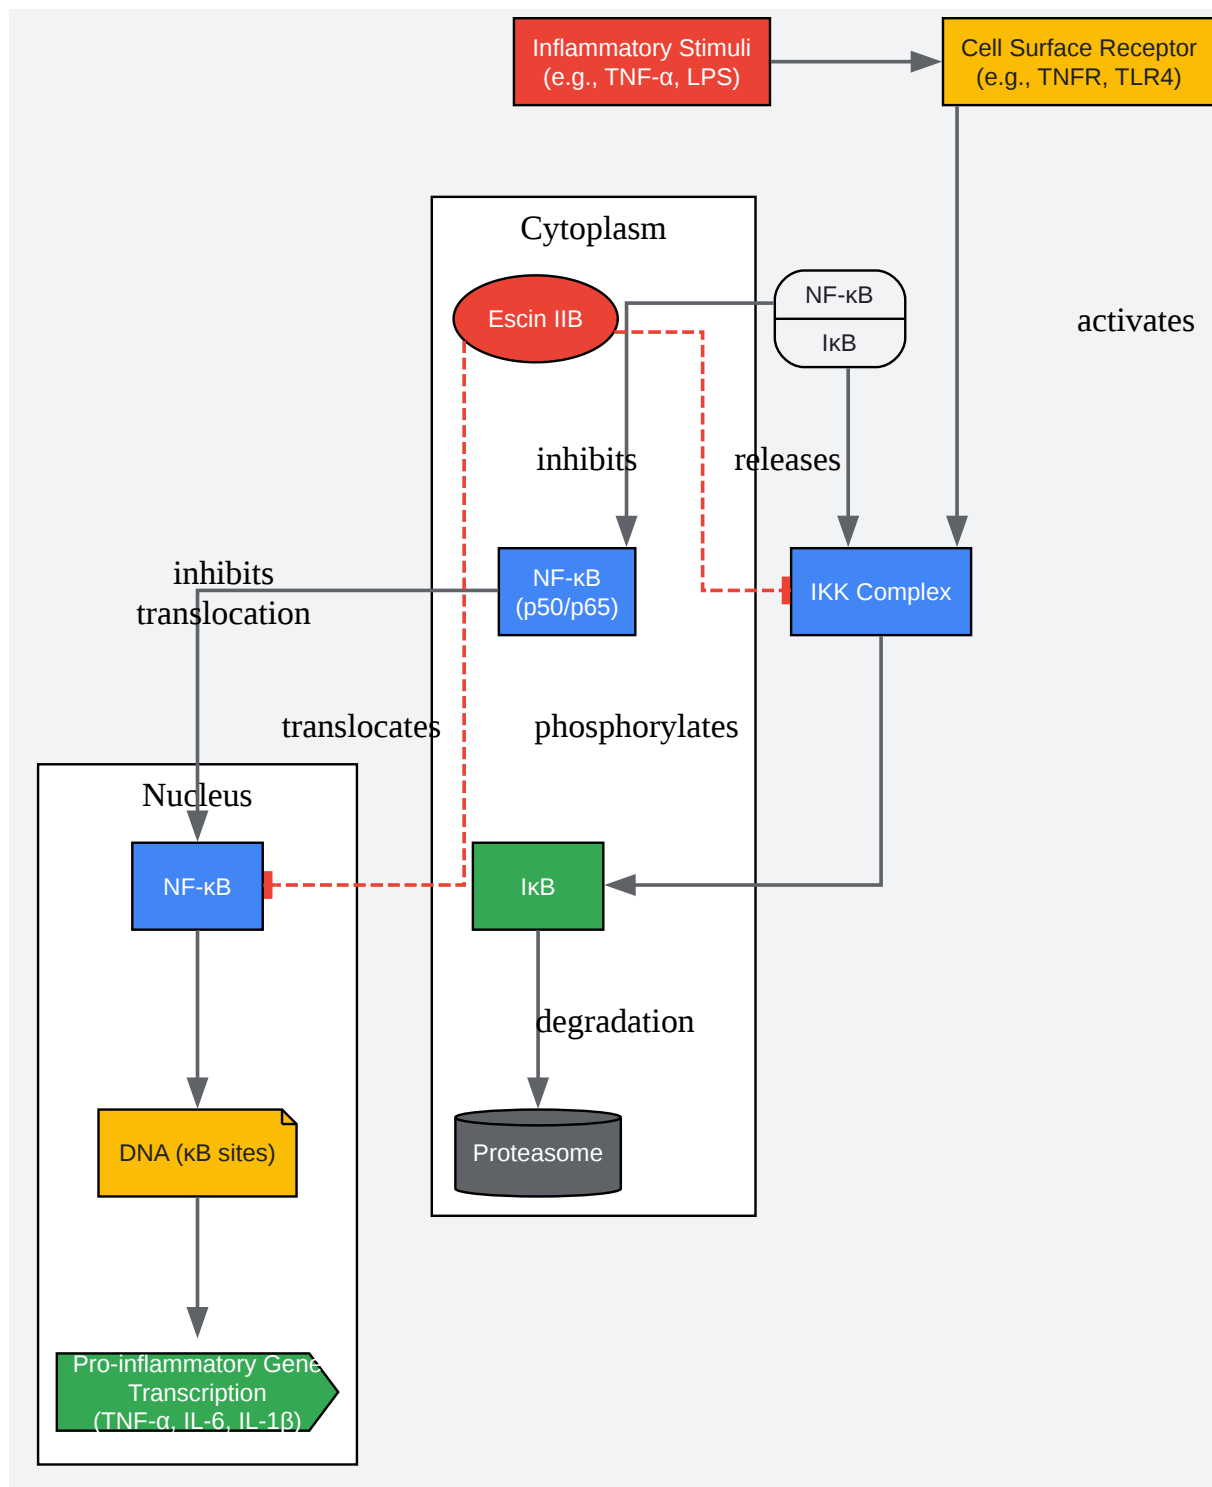 Inflammatory Stimuli
(e.g., TNF-α, LPS)
Cell Surface Receptor
(e.g., TNFR, TLR4)
Cytoplasm
Escin IIB
NF-κB
IκB
activates
inhibits
releases
NF-κB
(p50/p65)
IKK Complex
inhibits
translocation
translocates
phosphorylates
Nucleus
NF-κB
IκB
degradation
DNA (κB sites)
Proteasome
Pro-inflammatory Gene
Transcription
(TNF-α, IL-6, IL-1β)